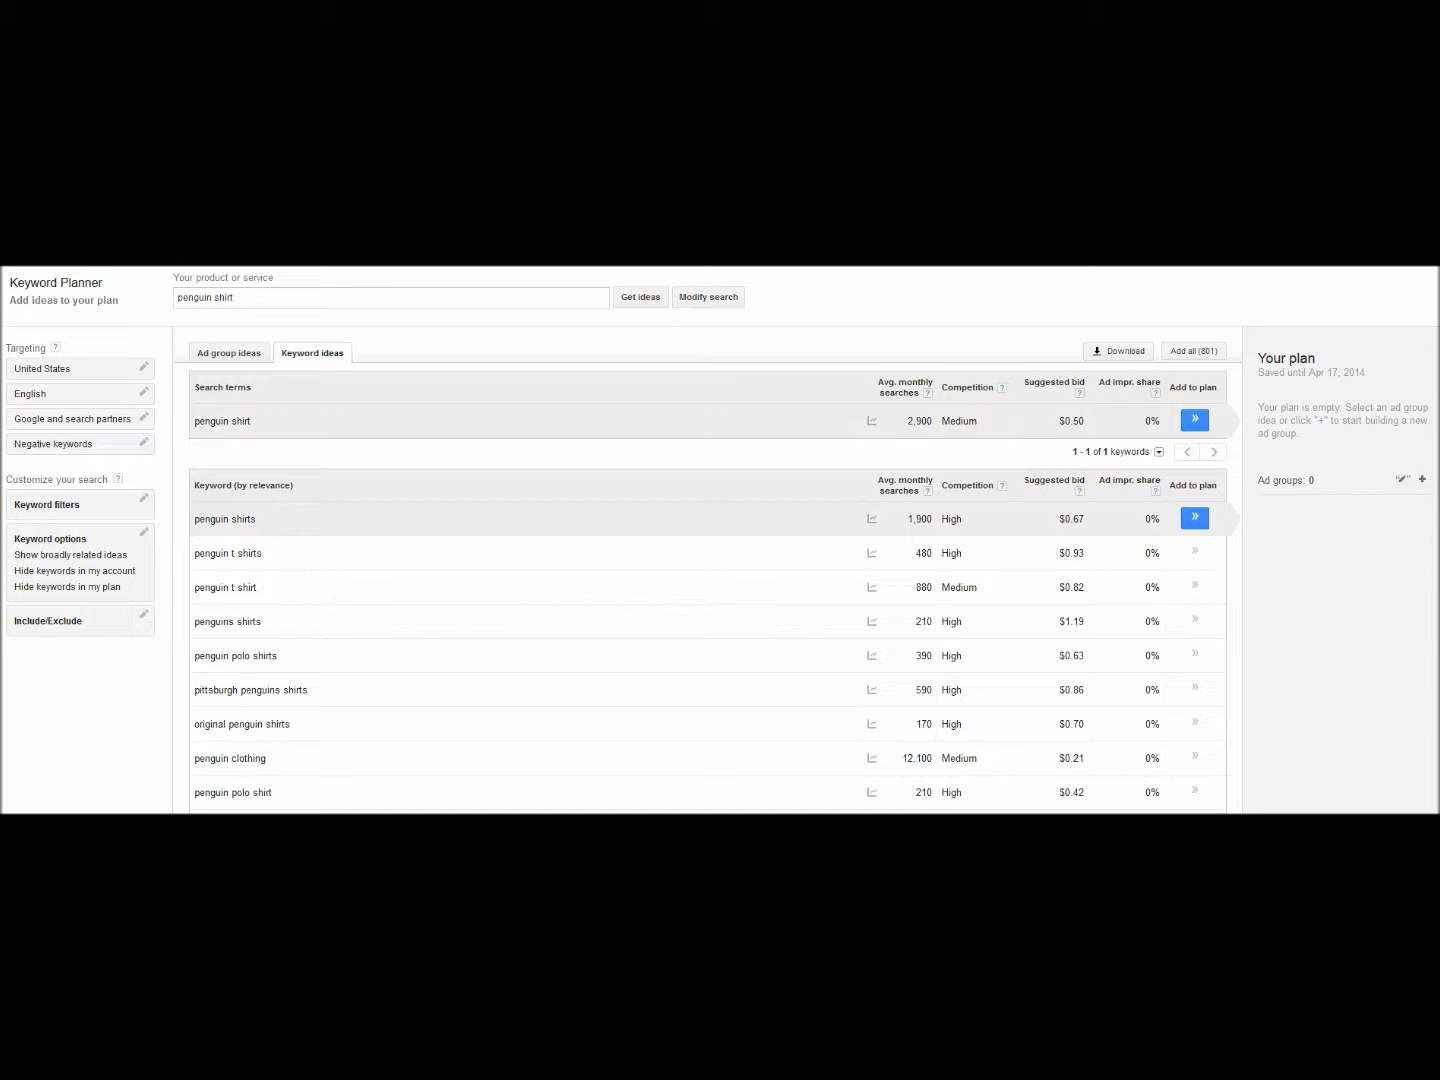 Keyword Planner
Add ideas to your plan
Your product or service
penguin shirt
Get ideas
Modify search
Targeting ?
United States
English
Google and search partners
Negative keywords
Customize your search ?
Keyword filters
Keyword options
Show broadly related ideas
Hide keywords in my account
Hide keywords in my plan
Include/Exclude
Ad group ideas
Keyword ideas
Download
Add all (801)
Search terms Avg. monthly searches ? Competition ? Suggested bid ? Ad impr. share ? Add to plan
penguin shirt 2,900 Medium $0.50 0% »
1 - 1 of 1 keywords
Keyword (by relevance) Avg. monthly searches ? Competition ? Suggested bid ? Ad impr. share ? Add to plan
penguin shirts 1,900 High $0.67 0% »
penguin t shirts 480 High $0.93 0% »
penguin t shirt 880 Medium $0.82 0% »
penguins shirts 210 High $1.19 0% »
penguin polo shirts 390 High $0.63 0% »
pittsburgh penguins shirts 590 High $0.86 0% »
original penguin shirts 170 High $0.70 0% »
penguin clothing 12,100 Medium $0.21 0% »
penguin polo shirt 210 High $0.42 0% »
Your plan
Saved until Apr 17, 2014
Your plan is empty. Select an ad group
idea or click "+" to start building a new
ad group.
Ad groups: 0